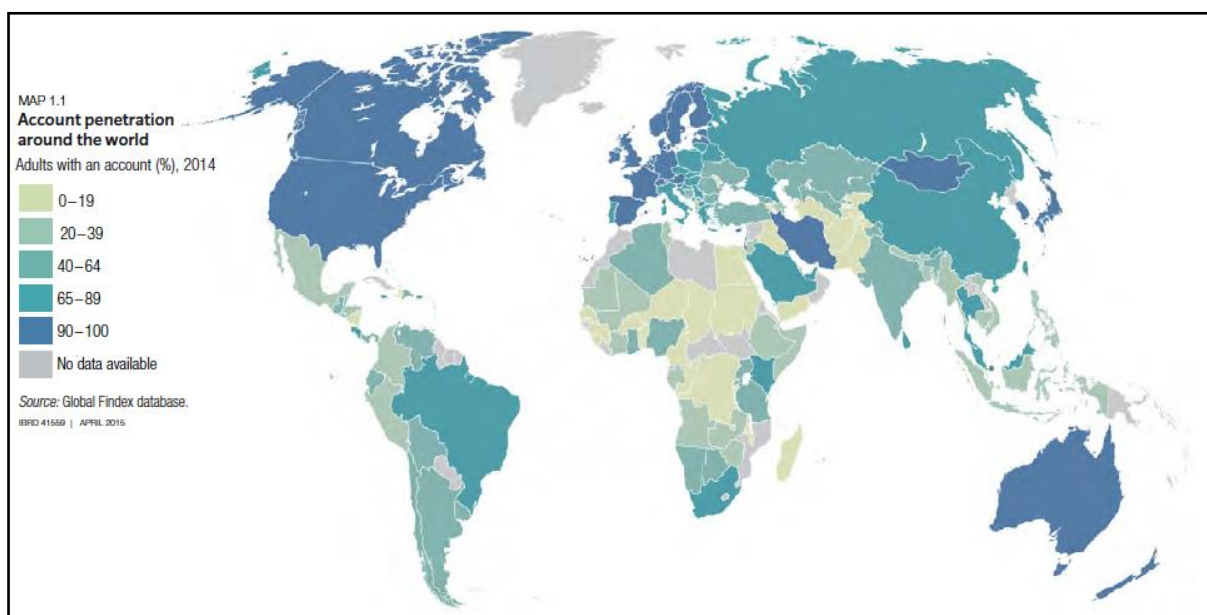 MAP 1.1
Account penetration
around the world
Adults with an account (%), 2014
0–19
20–39
40–64
65–89
90–100
No data available
Source: Global Findex database.
IBRD 41559 | APRIL 2015